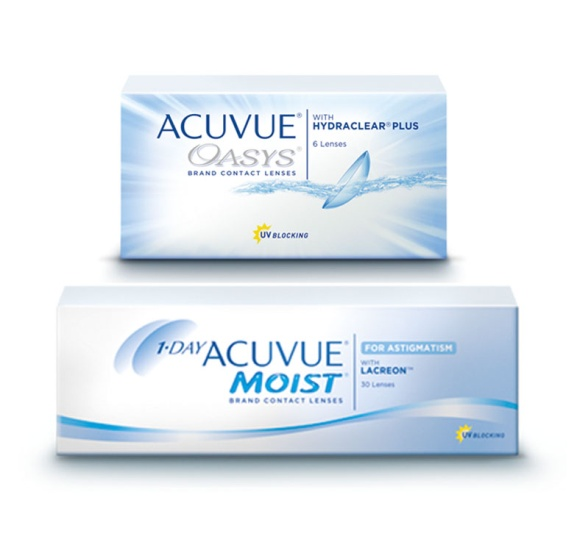 ACUVUE®
OASYS®
BRAND CONTACT LENSES
WITH
HYDRACLEAR® PLUS
6 Lenses
UV BLOCKING
1·DAY ACUVUE®
MOIST®
BRAND CONTACT LENSES
FOR ASTIGMATISM
WITH
LACREON™
30 Lenses
UV BLOCKING